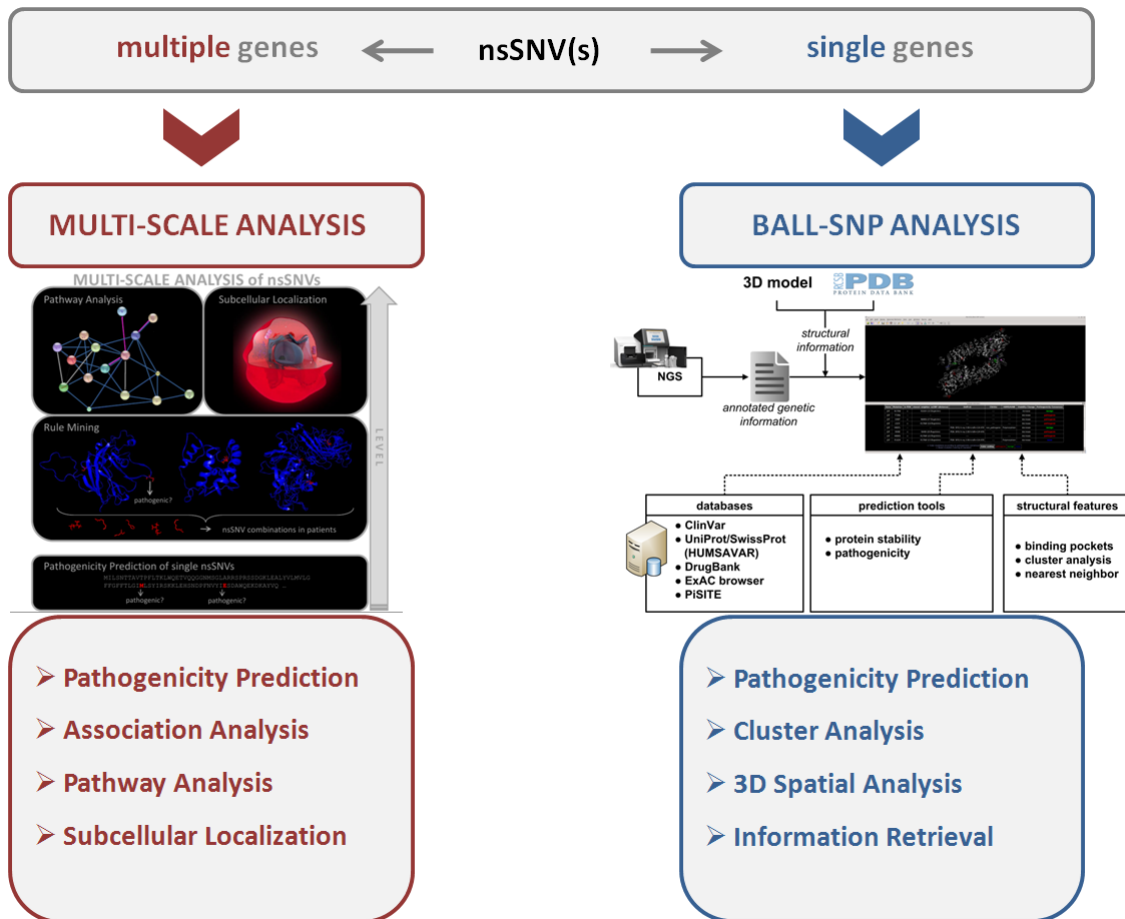 multiple genes
nsSNV(s)
single genes
MULTI-SCALE ANALYSIS
BALL-SNP ANALYSIS
MULTI-SCALE ANALYSIS of nsSNVs
Pathway Analysis
Subcellular Localization
Rule Mining
pathogenic?
nsSNV combinations in patients
Pathogenicity Prediction of single nsSNVs
pathogenic?
pathogenic?
LEVEL
3D model
RCSB
PDB
PROTEIN DATA BANK
structural
information
NGS
annotated genetic
information
databases
● ClinVar
● UniProt/SwissProt
(HUMSAVAR)
● DrugBank
● ExAC browser
● PiSITE
prediction tools
● protein stability
● pathogenicity
structural features
● binding pockets
● cluster analysis
● nearest neighbor
➢ Pathogenicity Prediction
➢ Association Analysis
➢ Pathway Analysis
➢ Subcellular Localization
➢ Pathogenicity Prediction
➢ Cluster Analysis
➢ 3D Spatial Analysis
➢ Information Retrieval